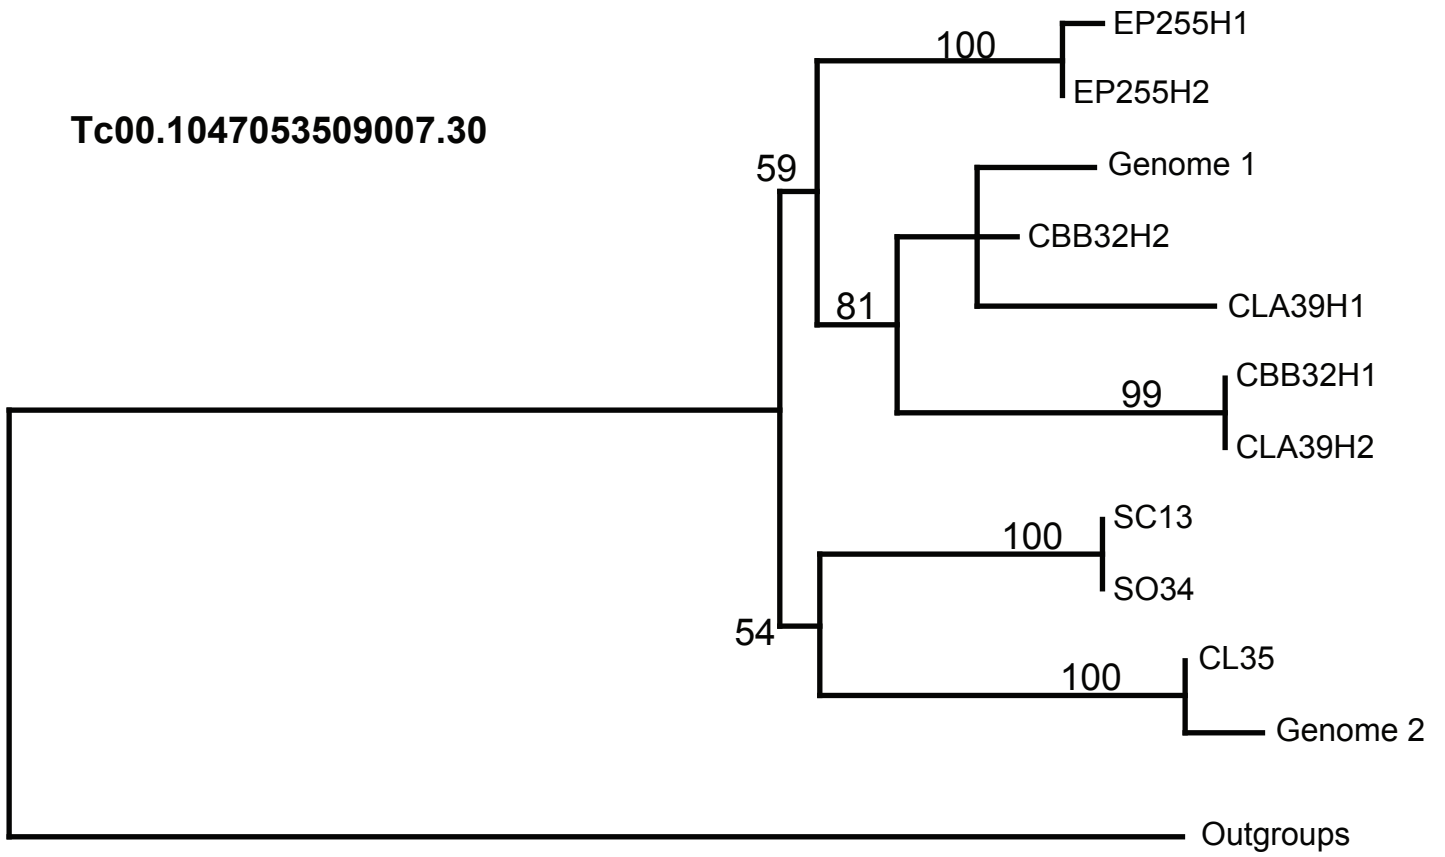 EP255H1
100
EP255H2
Tc00.1047053509007.30
59
Genome 1
CBB32H2
81
CLA39H1
CBB32H1
99
CLA39H2
SC13
100
SO34
54
CL35
100
Genome 2
Outgroups